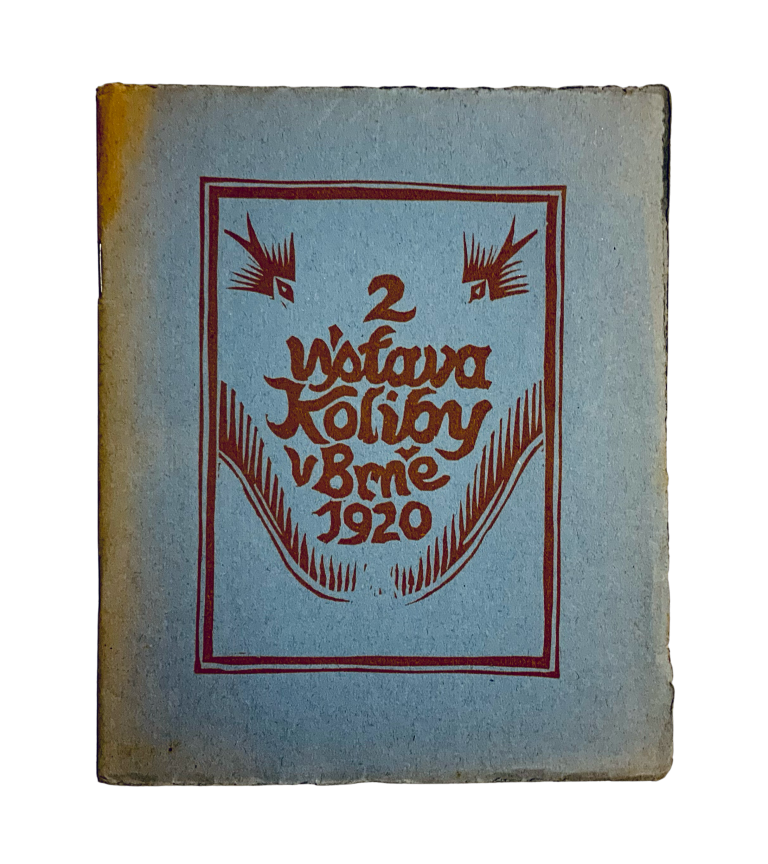 2
výstava
Koliby
v Brně
1920